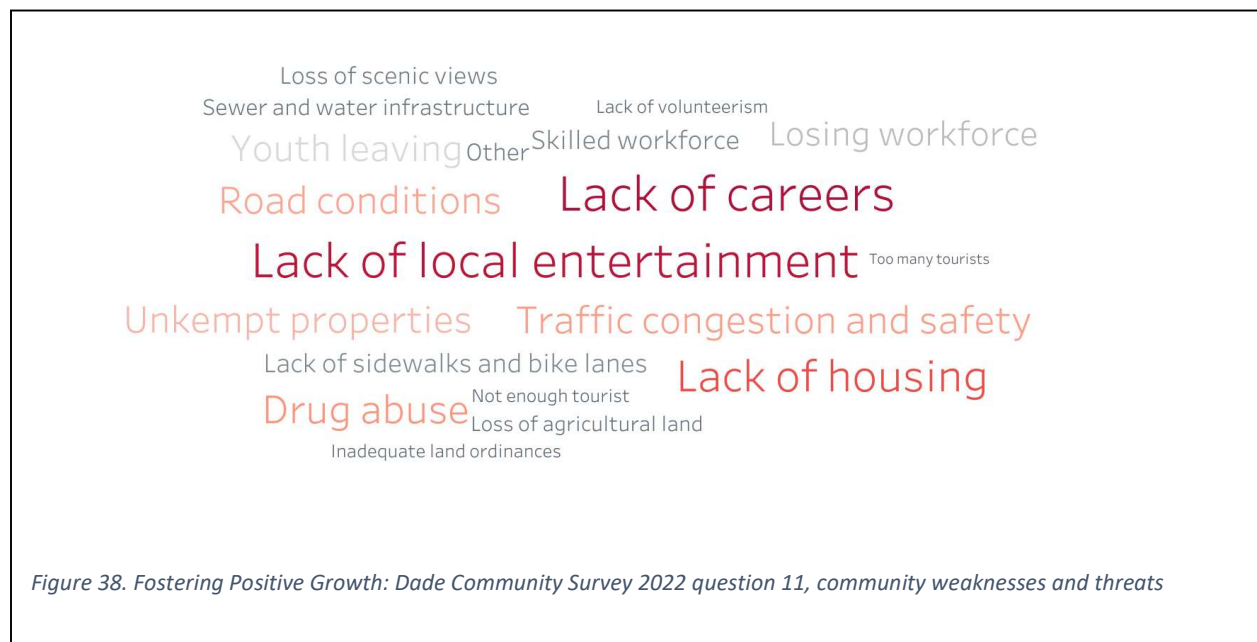 Loss of scenic views
Sewer and water infrastructure
Lack of volunteerism
Youth leaving
Other
Skilled workforce
Losing workforce
Road conditions
Lack of careers
Lack of local entertainment
Too many tourists
Unkempt properties
Traffic congestion and safety
Lack of sidewalks and bike lanes
Lack of housing
Drug abuse
Not enough tourist
Loss of agricultural land
Inadequate land ordinances
Figure 38. Fostering Positive Growth: Dade Community Survey 2022 question 11, community weaknesses and threats